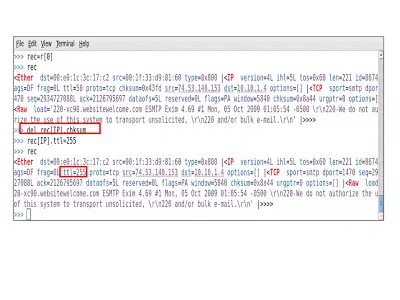 File Edit View Terminal Help
>>> rec=r[0]
>>> rec
<Ether  dst=00:e0:1c:3c:17:c2 src=00:1f:33:d9:81:60 type=0x800 |<IP  version=4L ihl=5L tos=0x60 len=221 id=8674
ags=DF frag=0L ttl=50 proto=tcp chksum=0x43fd src=74.53.140.153 dst=10.10.1.4 options=[] |<TCP  sport=smtp dpor
470 seq=2934727088L ack=2126795697 dataofs=5L reserved=0L flags=PA window=5840 chksum=0x8a44 urgptr=0 options=[
|<Raw  load='220-xc90.websitewelcome.com ESMTP Exim 4.69 #1 Mon, 05 Oct 2009 01:05:54 -0500 \r\n220-We do not aut
rize the use of this system to transport unsolicited, \r\n220 and/or bulk e-mail.\r\n' |>>>>
>>> del rec[IP].chksum
>>> rec[IP].ttl=255
>>> rec
<Ether  dst=00:e0:1c:3c:17:c2 src=00:1f:33:d9:81:60 type=0x800 |<IP  version=4L ihl=5L tos=0x60 len=221 id=8674
ags=DF frag=0L ttl=255 proto=tcp src=74.53.140.153 dst=10.10.1.4 options=[] |<TCP  sport=smtp dport=1470 seq=29
27088L ack=2126795697 dataofs=5L reserved=0L flags=PA window=5840 chksum=0x8a44 urgptr=0 options=[] |<Raw  load
20-xc90.websitewelcome.com ESMTP Exim 4.69 #1 Mon, 05 Oct 2009 01:05:54 -0500 \r\n220-We do not authorize the u
of this system to transport unsolicited, \r\n220 and/or bulk e-mail.\r\n' |>>>>
>>>